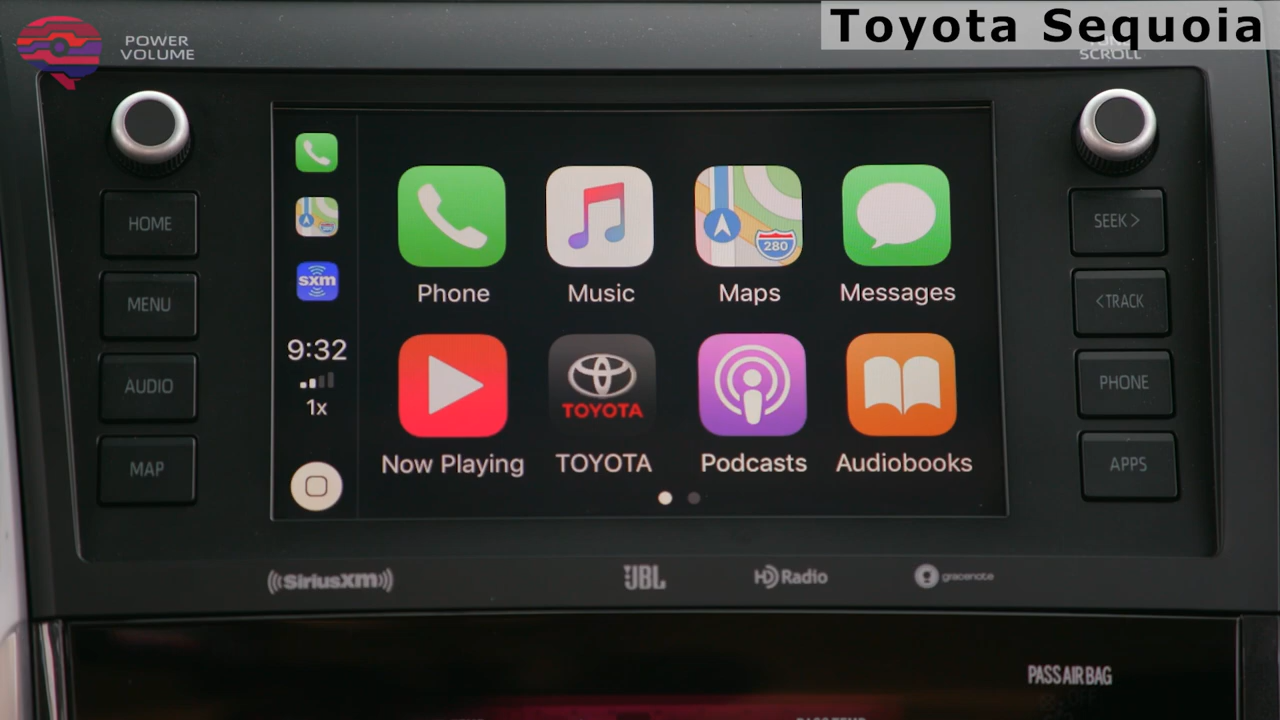 Toyota Sequoia
POWER
VOLUME
SCROLL
HOME
MENU
AUDIO
MAP
SEEK >
< TRACK
PHONE
APPS
sxm
9:32
1x
280
Phone
Music
Maps
Messages
TOYOTA
Now Playing
TOYOTA
Podcasts
Audiobooks
SiriusXM
JBL
HD Radio
gracenote
PASS AIR BAG